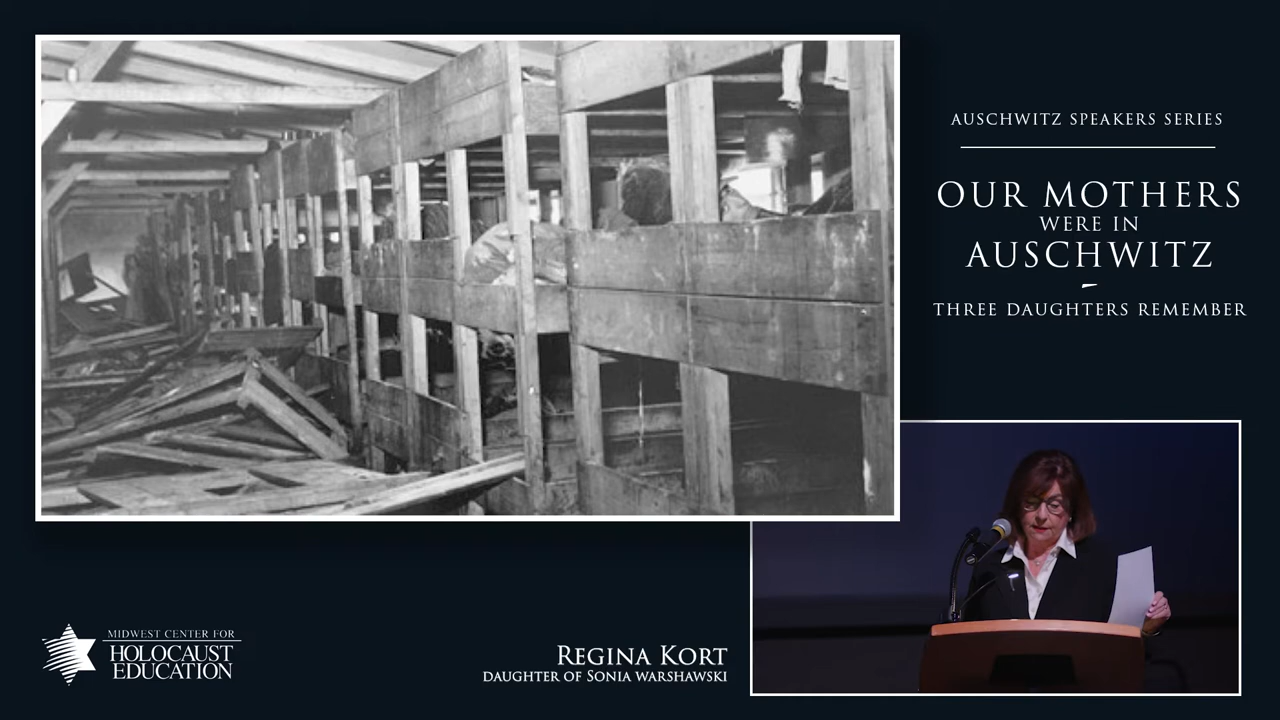 AUSCHWITZ SPEAKERS SERIES
OUR MOTHERS
WERE IN
AUSCHWITZ
THREE DAUGHTERS REMEMBER
MIDWEST CENTER FOR
HOLOCAUST
EDUCATION
REGINA KORT
DAUGHTER OF SONIA WARSHAWSKI